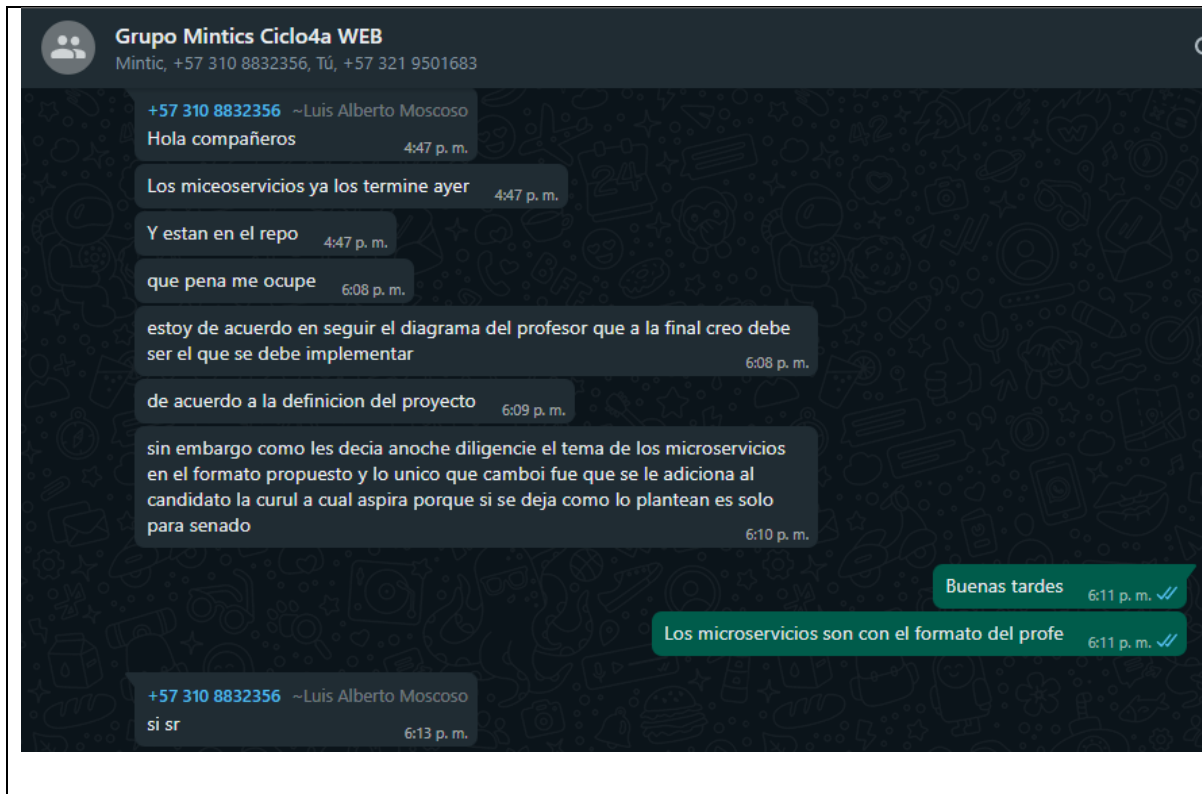 Grupo Mintics Ciclo4a WEB
Mintic, +57 310 8832356, Tú, +57 321 9501683
+57 310 8832356 ~Luis Alberto Moscoso
Hola compañeros
4:47 p. m.
Los miceoservicios ya los termine ayer
4:47 p. m.
Y estan en el repo
4:47 p. m.
que pena me ocupe
6:08 p. m.
estoy de acuerdo en seguir el diagrama del profesor que a la final creo debe
ser el que se debe implementar
6:08 p. m.
de acuerdo a la definicion del proyecto
6:09 p. m.
sin embargo como les decia anoche diligencie el tema de los microservicios
en el formato propuesto y lo unico que camboi fue que se le adiciona al
candidato la curul a cual aspira porque si se deja como lo plantean es solo
para senado
6:10 p. m.
Buenas tardes
6:11 p. m.
Los microservicios son con el formato del profe
6:11 p. m.
+57 310 8832356 ~Luis Alberto Moscoso
si sr
6:13 p. m.